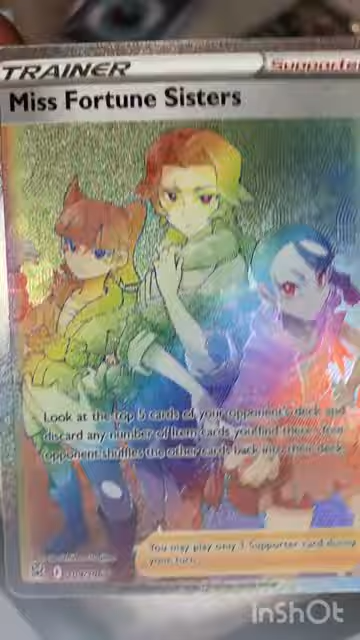 TRAINER
Supporter
Miss Fortune Sisters
Look at the top 5 cards of your opponent's deck and
discard any number of Item cards you find there. Your
opponent shuffles the other cards back into their deck.
You may play only 1 Supporter card during
your turn.
InShOt